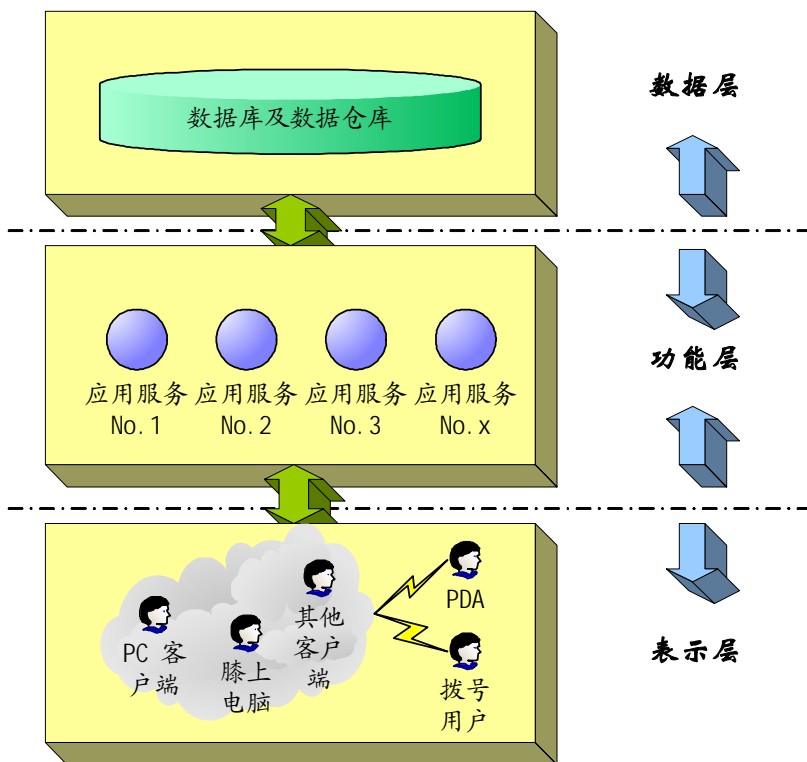 数据库及数据仓库
数据层
应用服务
No.1
应用服务
No.2
应用服务
No.3
应用服务
No.x
功能层
PC 客
户端
膝上
电脑
其他
客户
端
PDA
拨号
用户
表示层